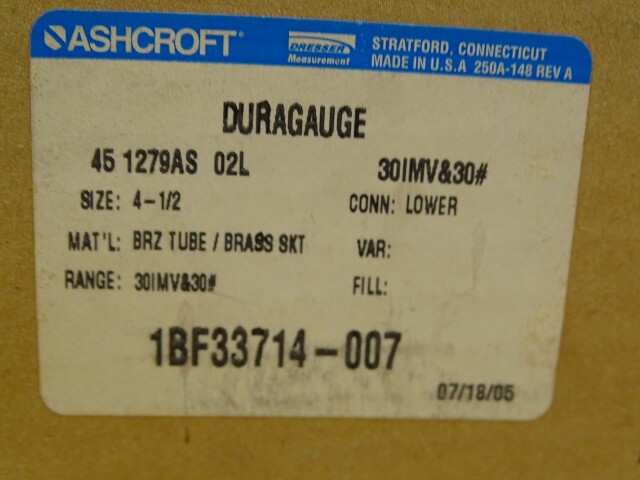 ASHCROFT®
DRESSER
Measurement
STRATFORD, CONNECTICUT
MADE IN U.S.A 250A-148 REV A
DURAGAUGE
45 1279AS 02L 30IMV&30#
SIZE: 4-1/2 CONN: LOWER
MAT'L: BRZ TUBE / BRASS SKT VAR:
RANGE: 30IMV&30# FILL:
1BF33714-007
07/18/05